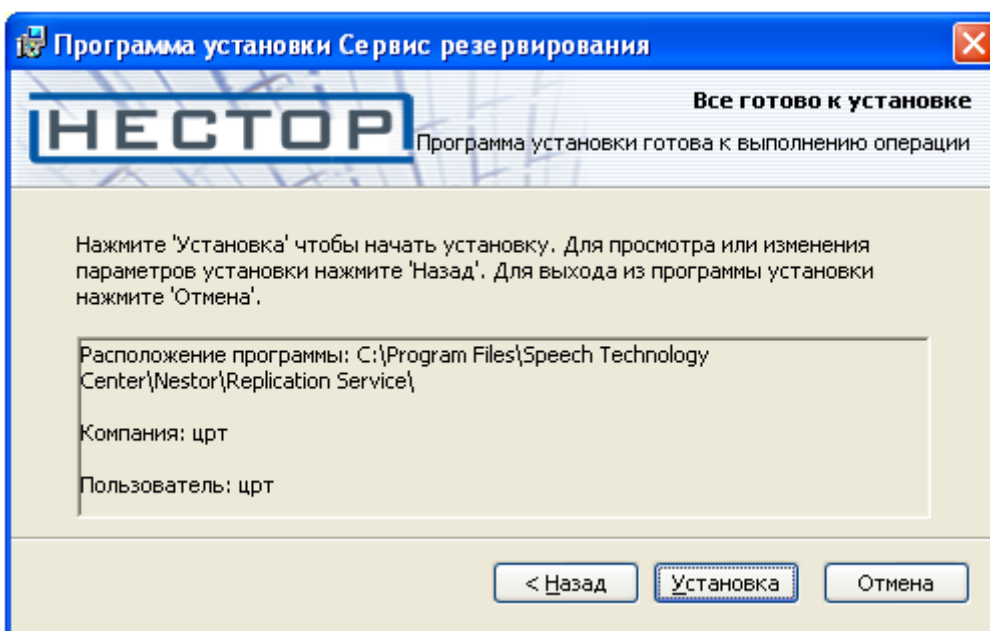 Программа установки Сервис резервирования
НЕСТОР
Все готово к установке
Программа установки готова к выполнению операции
Нажмите 'Установка' чтобы начать установку. Для просмотра или изменения
параметров установки нажмите 'Назад'. Для выхода из программы установки
нажмите 'Отмена'.
Расположение программы: C:\Program Files\Speech Technology
Center\Nestor\Replication Service\
Компания: црт
Пользователь: црт
< Назад
Установка
Отмена